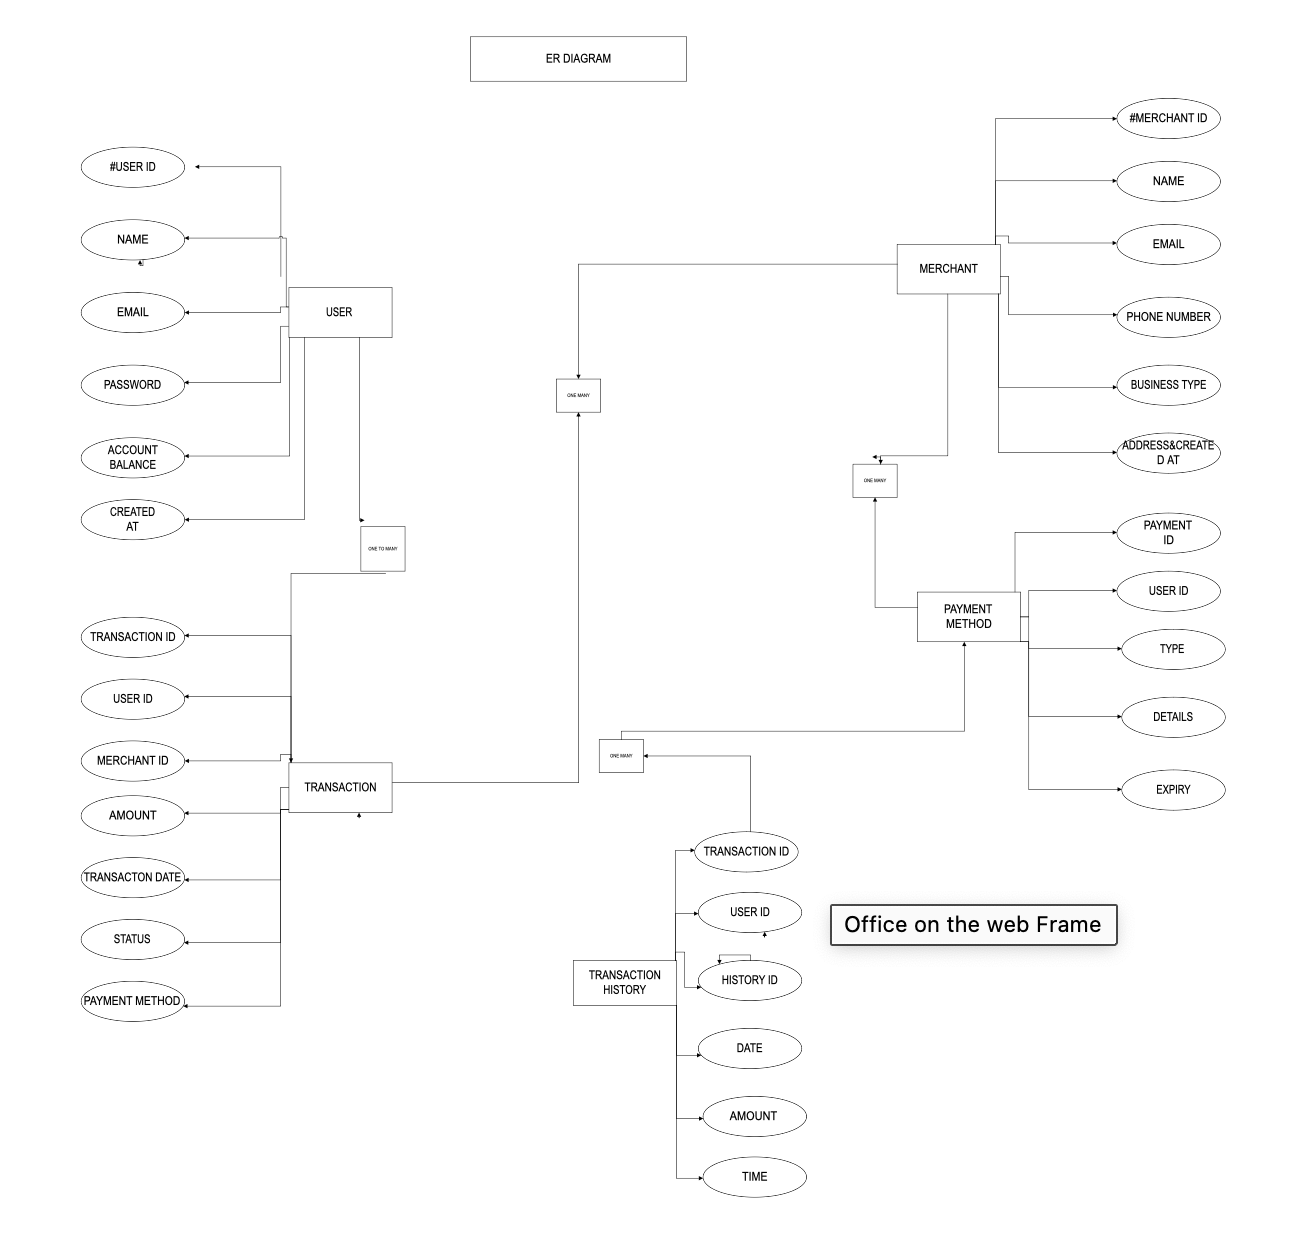 ER DIAGRAM
#USER ID
NAME
EMAIL
PASSWORD
ACCOUNT
BALANCE
CREATED
AT
USER
ONE TO MANY
#MERCHANT ID
NAME
EMAIL
PHONE NUMBER
BUSINESS TYPE
ADDRESS&CREATE
D AT
MERCHANT
ONE MANY
ONE MANY
PAYMENT
ID
USER ID
TYPE
DETAILS
EXPIRY
PAYMENT
METHOD
TRANSACTION ID
USER ID
MERCHANT ID
AMOUNT
TRANSACTON DATE
STATUS
PAYMENT METHOD
TRANSACTION
ONE MANY
TRANSACTION ID
USER ID
HISTORY ID
DATE
AMOUNT
TIME
TRANSACTION
HISTORY
Office on the web Frame